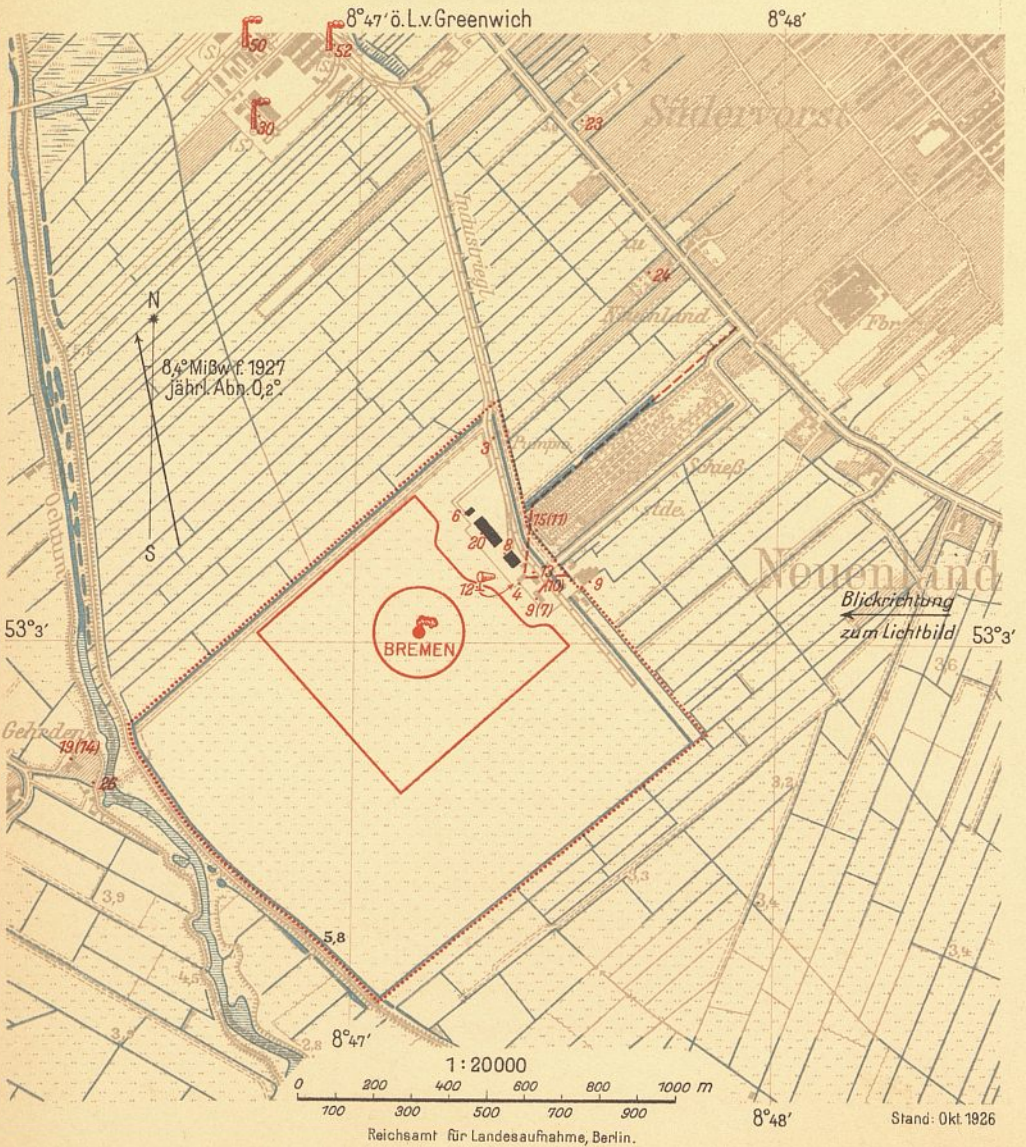 8°47' ö.L.v.Greenwich
8°48'
50
52
30
(S)
(S)
(S)
Südervorst
23
Industriegl.
zu
24
Neuenland
N
8,4° Mißw. f. 1927
jährl. Abn. 0,2°.
S
3
Pumpw.
Schieß
stde.
6
15(11)
20
8
12
4
13
(10)
9
9(7)
Neuenland
Blickrichtung
zum Lichtbild
53°3'
53°3'
BREMEN
3,6
Gehrden
19(14)
26
3,2
3,9
3,3
3,4
5,8
3,4
4,5
2,8
8°47'
1:20000
0 200 400 600 800 1000 m
100 300 500 700 900
8°48'
Stand: Okt. 1926
Reichsamt für Landesaufnahme, Berlin.